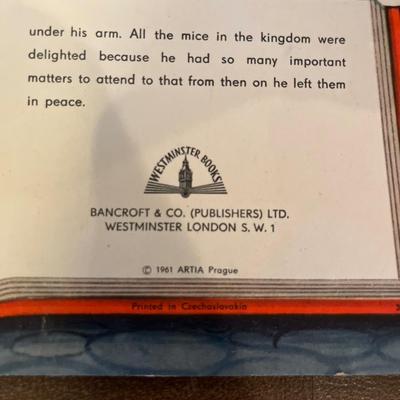 under his arm. All the mice in the kingdom were
delighted because he had so many important
matters to attend to that from then on he left them
in peace.
WESTMINSTER BOOKS
BANCROFT & CO. (PUBLISHERS) LTD.
WESTMINSTER LONDON S. W. 1
© 1961 ARTIA Prague
Printed in Czechoslovakia